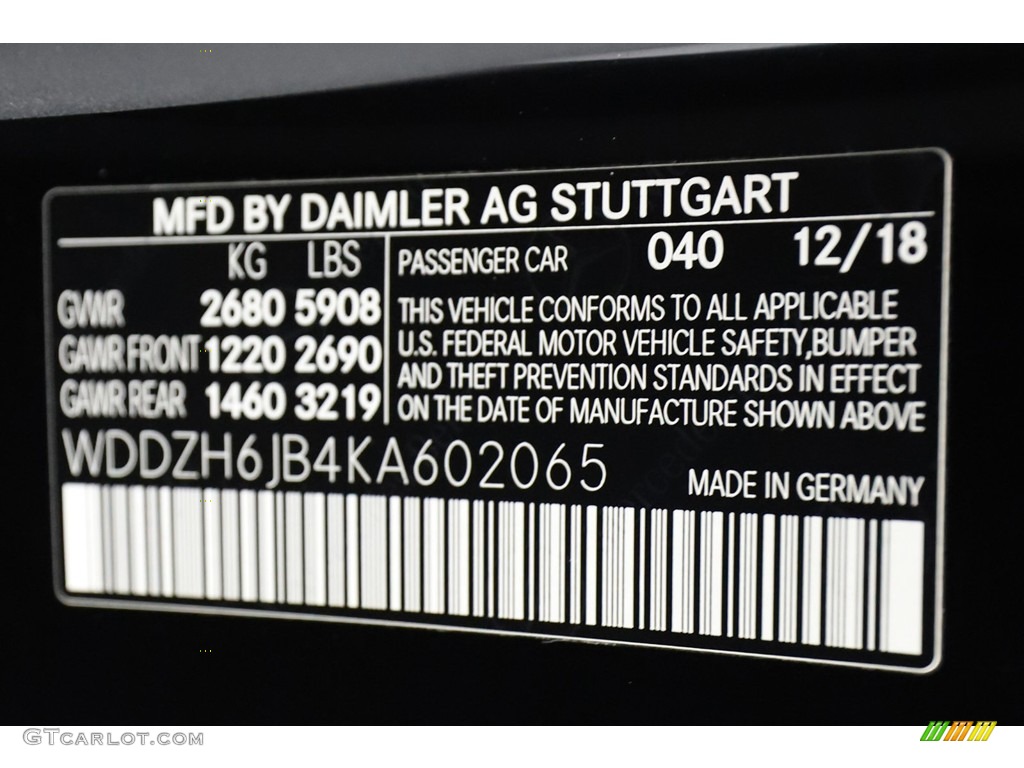 MFD BY DAIMLER AG STUTTGART
KG LBS
GVWR 2680 5908
GAWR FRONT 1220 2690
GAWR REAR 1460 3219
PASSENGER CAR 040 12/18
THIS VEHICLE CONFORMS TO ALL APPLICABLE
U.S. FEDERAL MOTOR VEHICLE SAFETY, BUMPER
AND THEFT PREVENTION STANDARDS IN EFFECT
ON THE DATE OF MANUFACTURE SHOWN ABOVE
WDDZH6JB4KA602065
MADE IN GERMANY
GTCARLOT.COM